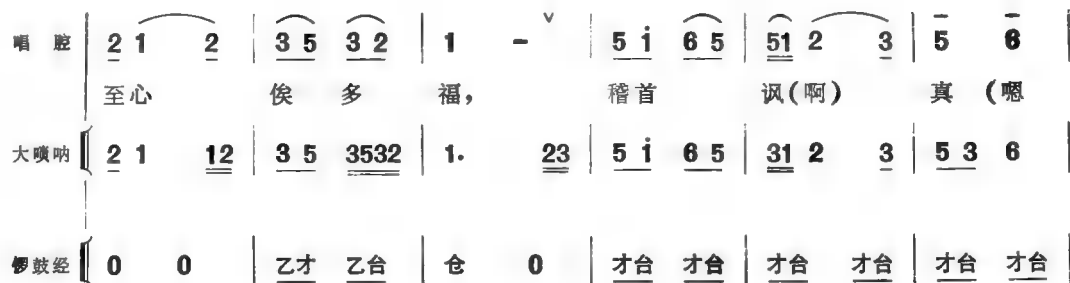 唱腔 2 1 2 | 3 5 3 2 | 1 - | 5 i 6 5 | 51 2 3 | 5 6 |
至心 俟 多 福， 稽首 讽(啊) 真 (嗯
大唢呐 2 1 12 | 3 5 3532 | 1. 23 | 5 i 6 5 | 31 2 3 | 5 3 6 |
锣鼓经 0 0 | 乙才 乙台 | 仓 0 | 才台 才台 | 才台 才台 | 才台 才台 |